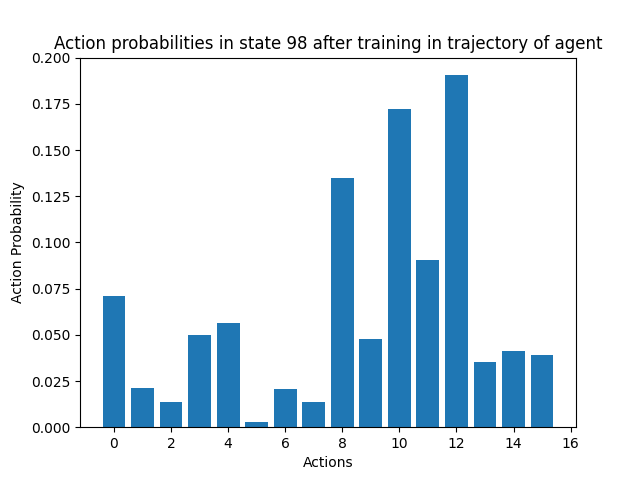 Action probabilities in state 98 after training in trajectory of agent
0.200
0.175
0.150
0.125
0.100
0.075
0.050
0.025
0.000
Action Probability
0 2 4 6 8 10 12 14 16
Actions